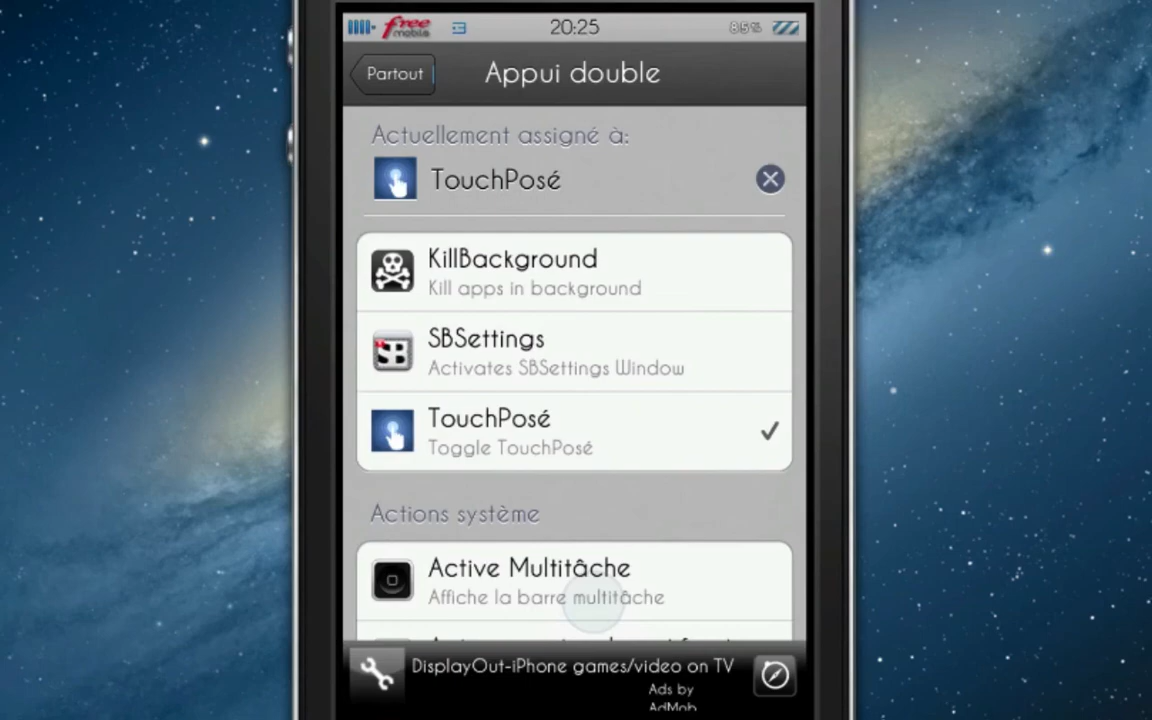 free
mobile
20:25
85%
Partout
Appui double
Actuellement assigné à:
TouchPosé
KillBackground
Kill apps in background
SB
SBSettings
Activates SBSettings Window
TouchPosé
Toggle TouchPosé
Actions système
Active Multitâche
Affiche la barre multitâche
DisplayOut-iPhone games/video on TV
Ads by
AdMob